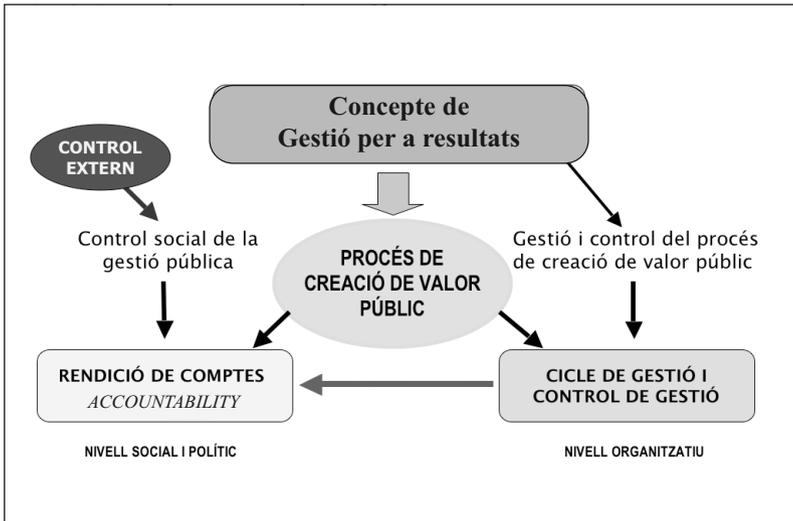 Concepte de
Gestió per a resultats
CONTROL
EXTERN
Control social de la
gestió pública
PROCÉS DE
CREACIÓ DE VALOR
PÚBLIC
Gestió i control del procés
de creació de valor públic
RENDICIÓ DE COMPTES
ACCOUNTABILITY
CICLE DE GESTIÓ I
CONTROL DE GESTIÓ
NIVELL SOCIAL I POLÍTIC
NIVELL ORGANITZATIU